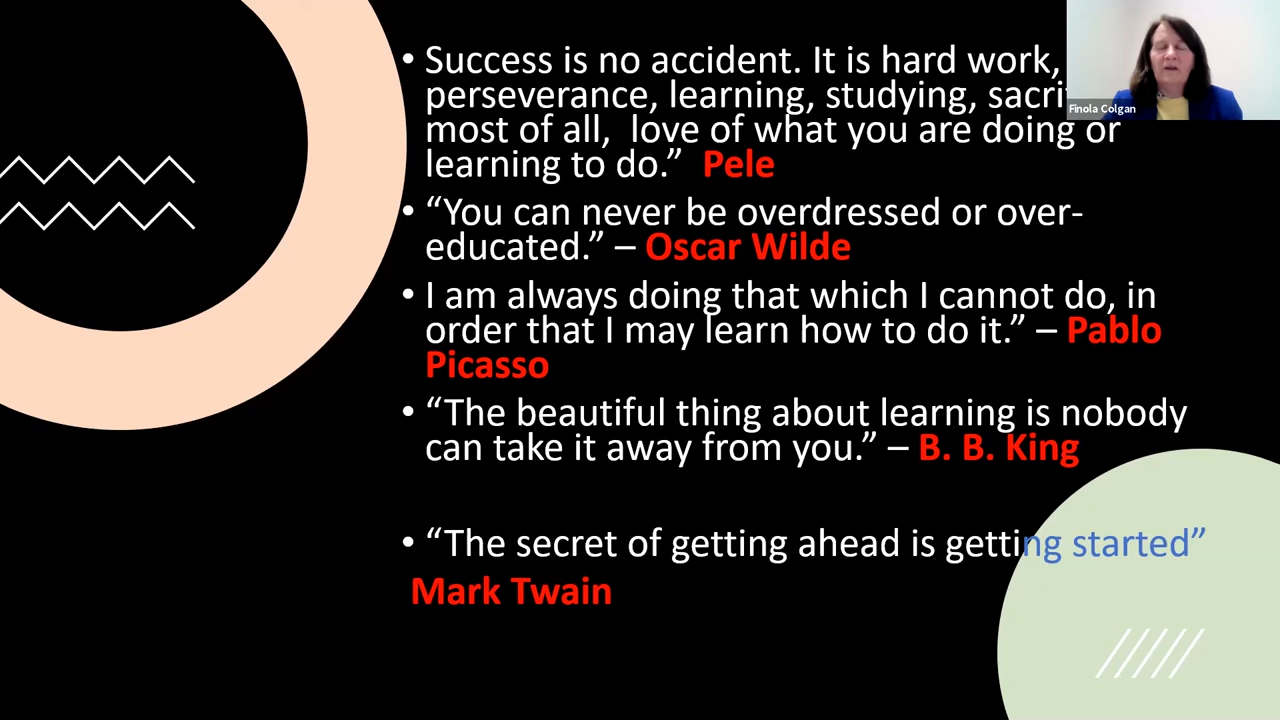 • Success is no accident. It is hard work,
perseverance, learning, studying,
most of all, love of what you are doing or
learning to do.” Pele
• “You can never be overdressed or over-
educated.” – Oscar Wilde
• I am always doing that which I cannot do, in
order that I may learn how to do it.” – Pablo
Picasso
• “The beautiful thing about learning is nobody
can take it away from you.” – B. B. King
• “The secret of getting ahead is getting started”
Mark Twain
Finola Colgan